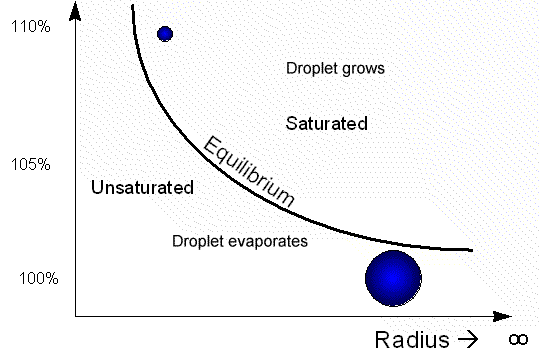 110%
Droplet grows
Saturated
105%
Equilibrium
Unsaturated
Droplet evaporates
100%
Radius → ∞